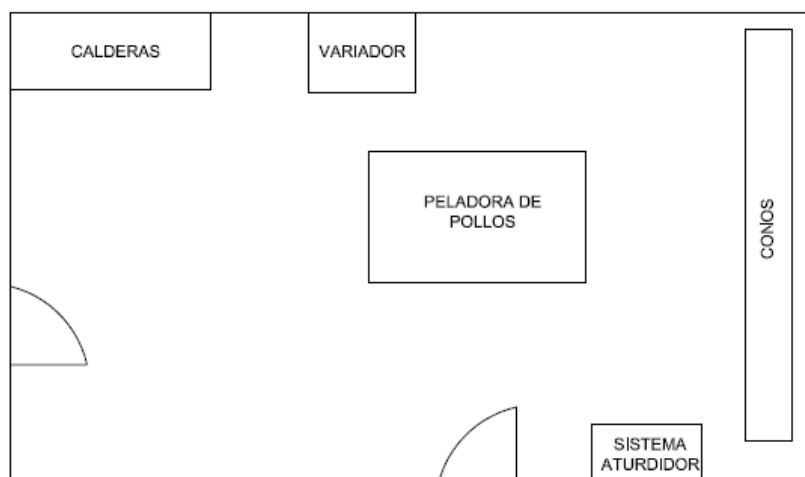 CALDERAS
VARIADOR
PELADORA DE
POLLOS
CONOS
SISTEMA
ATURDIDOR